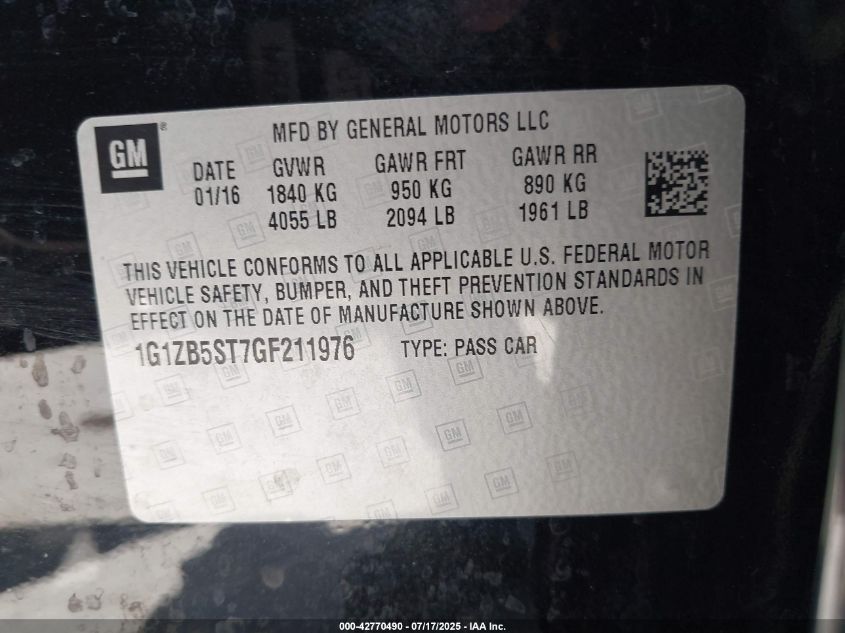 GM
®
MFD BY GENERAL MOTORS LLC
DATE GVWR GAWR FRT GAWR RR
01/16 1840 KG 950 KG 890 KG
4055 LB 2094 LB 1961 LB
THIS VEHICLE CONFORMS TO ALL APPLICABLE U.S. FEDERAL MOTOR
VEHICLE SAFETY, BUMPER, AND THEFT PREVENTION STANDARDS IN
EFFECT ON THE DATE OF MANUFACTURE SHOWN ABOVE.
1G1ZB5ST7GF211976 TYPE: PASS CAR
000-42770490 - 07/17/2025 - IAA Inc.